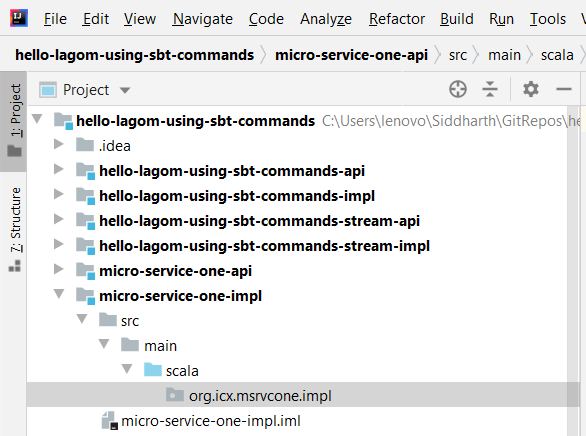 IJ File Edit View Navigate Code Analyze Refactor Build Run Tools
hello-lagom-using-sbt-commands micro-service-one-api src main scala
1: Project
7: Structure
Project
hello-lagom-using-sbt-commands C:\Users\lenovo\Siddharth\GitRepos\he
.idea
hello-lagom-using-sbt-commands-api
hello-lagom-using-sbt-commands-impl
hello-lagom-using-sbt-commands-stream-api
hello-lagom-using-sbt-commands-stream-impl
micro-service-one-api
micro-service-one-impl
src
main
scala
org.icx.msrvcone.impl
micro-service-one-impl.iml